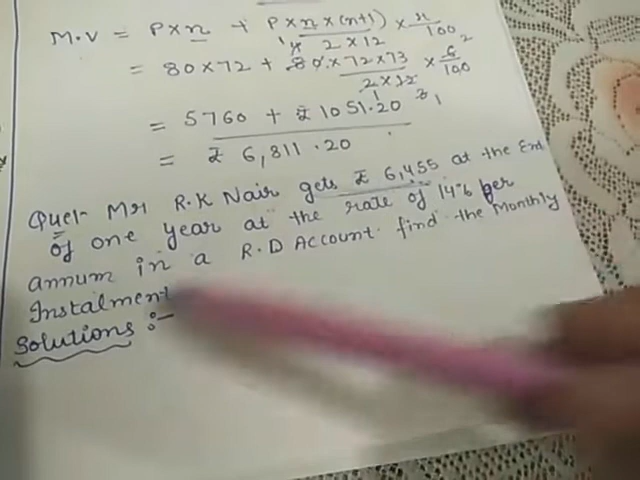 M.V = P×n + P×n×(n+1)/2×12 × r/100
= 80×72 + 80×72×73/2×12 × 6/100
= 5760 + ₹ 1051.20
= ₹ 6,811.20
Que:- Mr R.K Nair gets ₹ 6,455 at the End
of one year at the rate of 14% per
annum in a R.D Account. find the Monthly
Instalment
Solutions :-